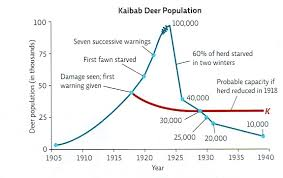 Kaibab Deer Population
100,000
Seven successive warnings
First fawn starved
Damage seen; first
warning given
60% of herd starved
in two winters
Probable capacity if
herd reduced in 1918
K
40,000
30,000
25,000
20,000
10,000
Deer population (in thousands)
100
80
60
40
20
0
1905
1910
1915
1920
1925
1930
1935
1940
Year